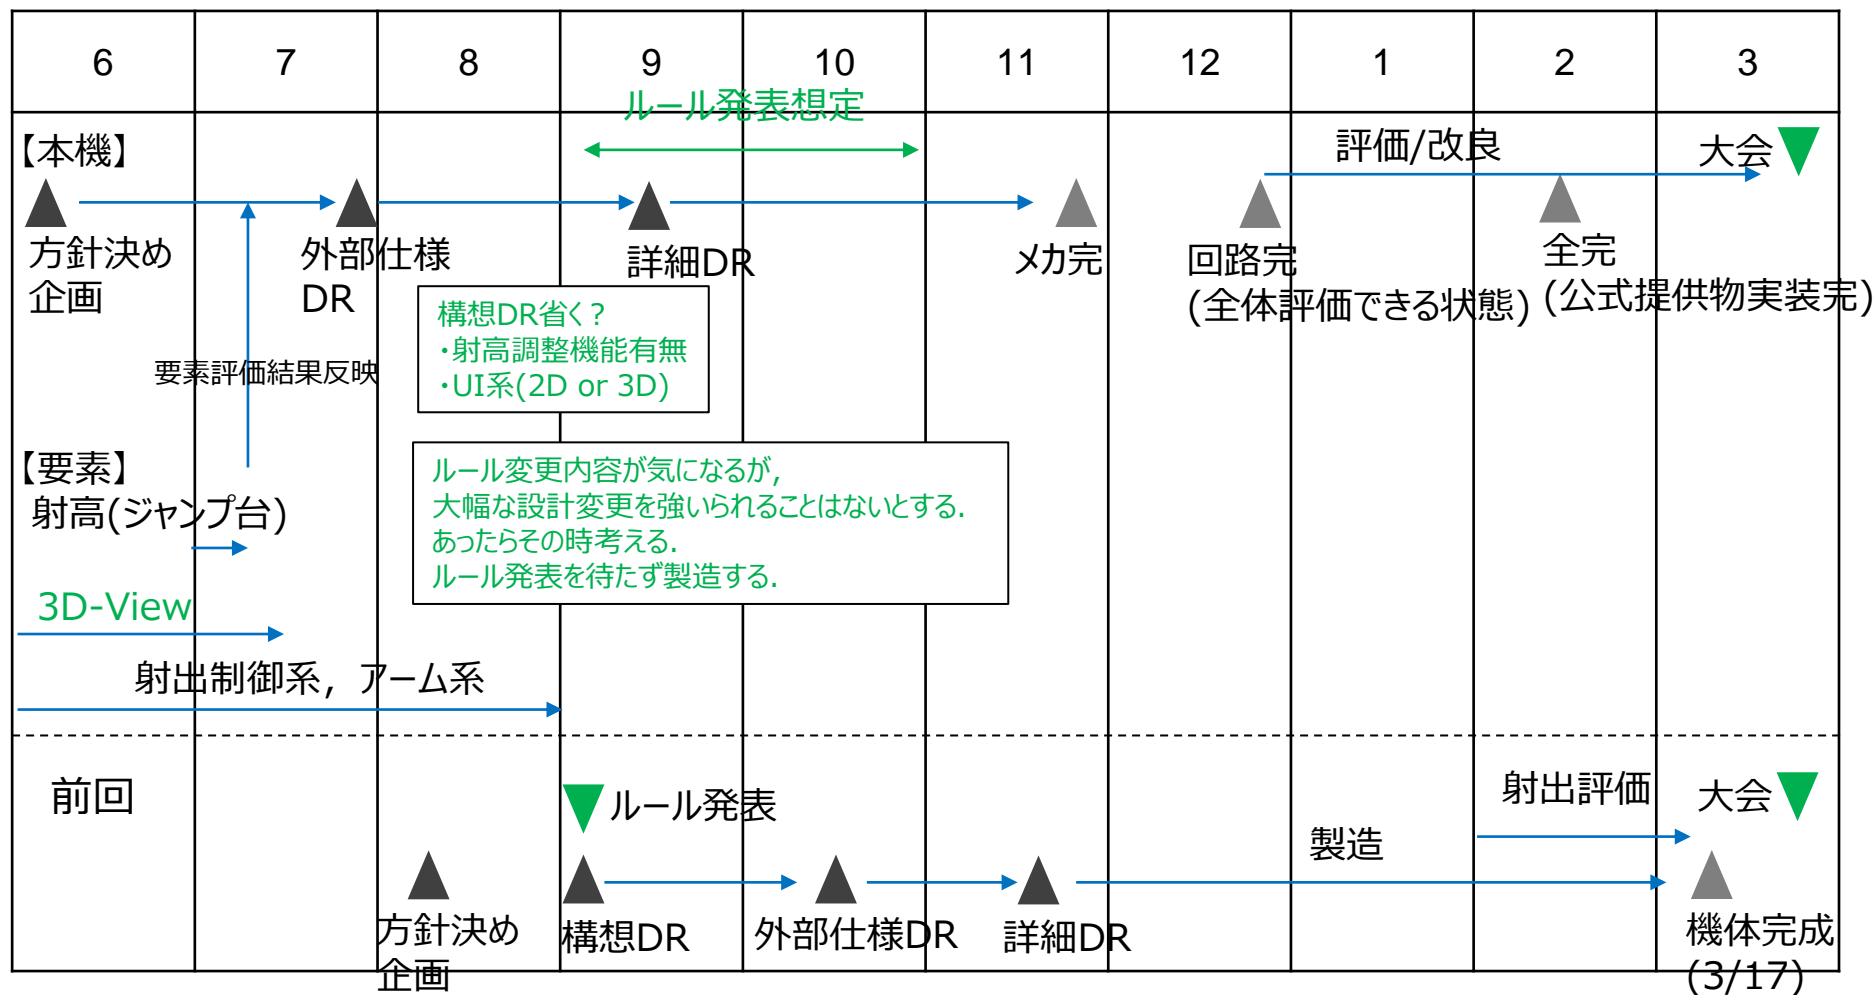 6
7
8
9
10
11
12
1
2
3
ルール発表想定
【本機】
評価/改良
大会
方針決め
企画
外部仕様
DR
詳細DR
メカ完
回路完
(全体評価できる状態)
全完
(公式提供物実装完)
構想DR省く?
・射高調整機能有無
・UI系(2D or 3D)
要素評価結果反映
【要素】
射高(ジャンプ台)
ルール変更内容が気になるが,
大幅な設計変更を強いられることはないとする.
あったらその時考える.
ルール発表を待たず製造する.
3D-View
射出制御系, アーム系
前回
ルール発表
射出評価
大会
製造
方針決め
企画
構想DR
外部仕様DR
詳細DR
機体完成
(3/17)